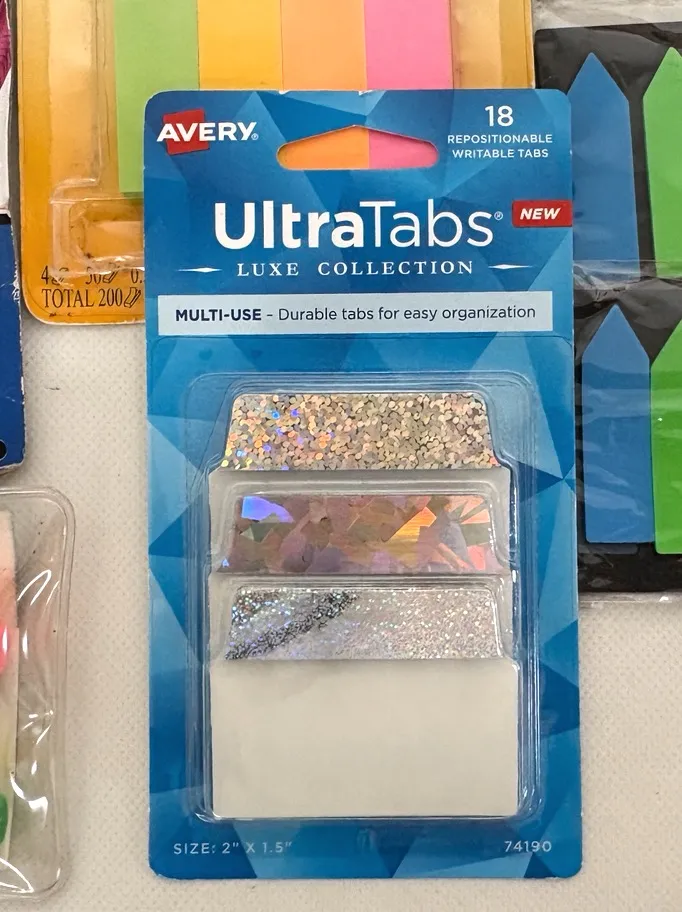 AVERY®
18
REPOSITIONABLE
WRITABLE TABS
UltraTabs®
NEW
LUXE COLLECTION
MULTI-USE – Durable tabs for easy organization
SIZE: 2" X 1.5"
74190
TOTAL 200